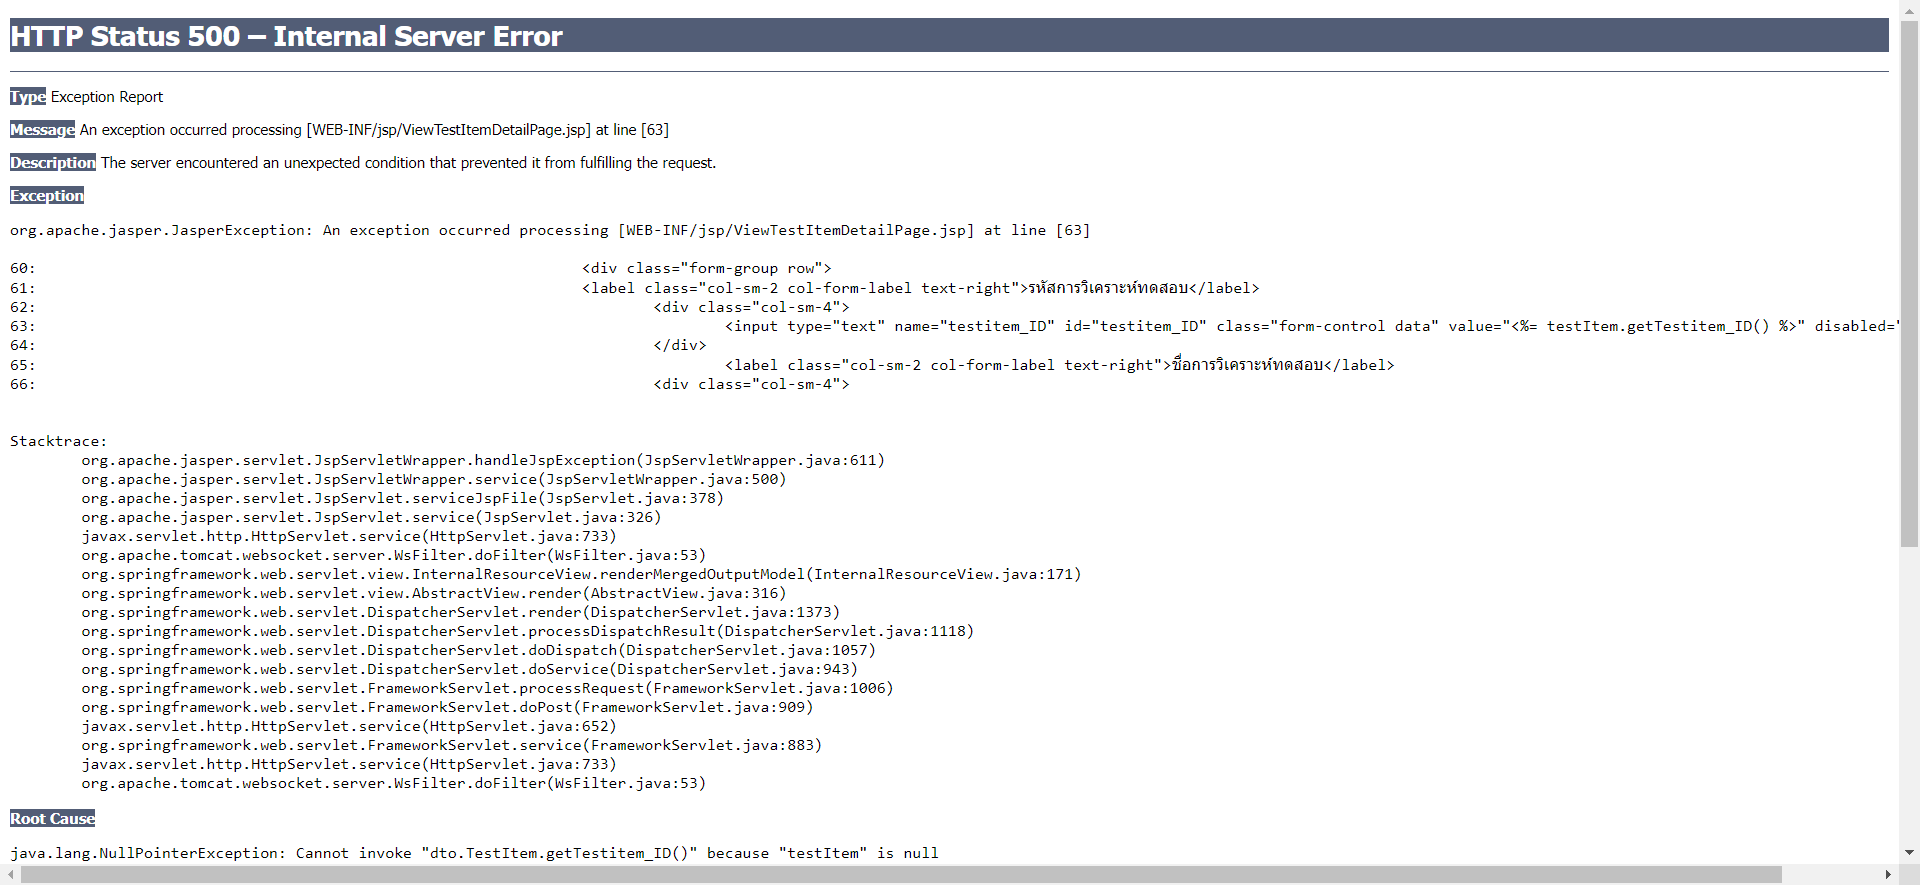 HTTP Status 500 – Internal Server Error
Type Exception Report
Message An exception occurred processing [WEB-INF/jsp/ViewTestItemDetailPage.jsp] at line [63]
Description The server encountered an unexpected condition that prevented it from fulfilling the request.
Exception
org.apache.jasper.JasperException: An exception occurred processing [WEB-INF/jsp/ViewTestItemDetailPage.jsp] at line [63]
60: <div class="form-group row">
61: <label class="col-sm-2 col-form-label text-right">รหัสการวิเคราะห์ทดสอบ</label>
62: <div class="col-sm-4">
63: <input type="text" name="testitem_ID" id="testitem_ID" class="form-control data" value="<%= testItem.getTestitem_ID() %>" disabled="
64: </div>
65: <label class="col-sm-2 col-form-label text-right">ชื่อการวิเคราะห์ทดสอบ</label>
66: <div class="col-sm-4">
Stacktrace:
org.apache.jasper.servlet.JspServletWrapper.handleJspException(JspServletWrapper.java:611)
org.apache.jasper.servlet.JspServletWrapper.service(JspServletWrapper.java:500)
org.apache.jasper.servlet.JspServlet.serviceJspFile(JspServlet.java:378)
org.apache.jasper.servlet.JspServlet.service(JspServlet.java:326)
javax.servlet.http.HttpServlet.service(HttpServlet.java:733)
org.apache.tomcat.websocket.server.WsFilter.doFilter(WsFilter.java:53)
org.springframework.web.servlet.view.InternalResourceView.renderMergedOutputModel(InternalResourceView.java:171)
org.springframework.web.servlet.view.AbstractView.render(AbstractView.java:316)
org.springframework.web.servlet.DispatcherServlet.render(DispatcherServlet.java:1373)
org.springframework.web.servlet.DispatcherServlet.processDispatchResult(DispatcherServlet.java:1118)
org.springframework.web.servlet.DispatcherServlet.doDispatch(DispatcherServlet.java:1057)
org.springframework.web.servlet.DispatcherServlet.doService(DispatcherServlet.java:943)
org.springframework.web.servlet.FrameworkServlet.processRequest(FrameworkServlet.java:1006)
org.springframework.web.servlet.FrameworkServlet.doPost(FrameworkServlet.java:909)
javax.servlet.http.HttpServlet.service(HttpServlet.java:652)
org.springframework.web.servlet.FrameworkServlet.service(FrameworkServlet.java:883)
javax.servlet.http.HttpServlet.service(HttpServlet.java:733)
org.apache.tomcat.websocket.server.WsFilter.doFilter(WsFilter.java:53)
Root Cause
java.lang.NullPointerException: Cannot invoke "dto.TestItem.getTestitem_ID()" because "testItem" is null